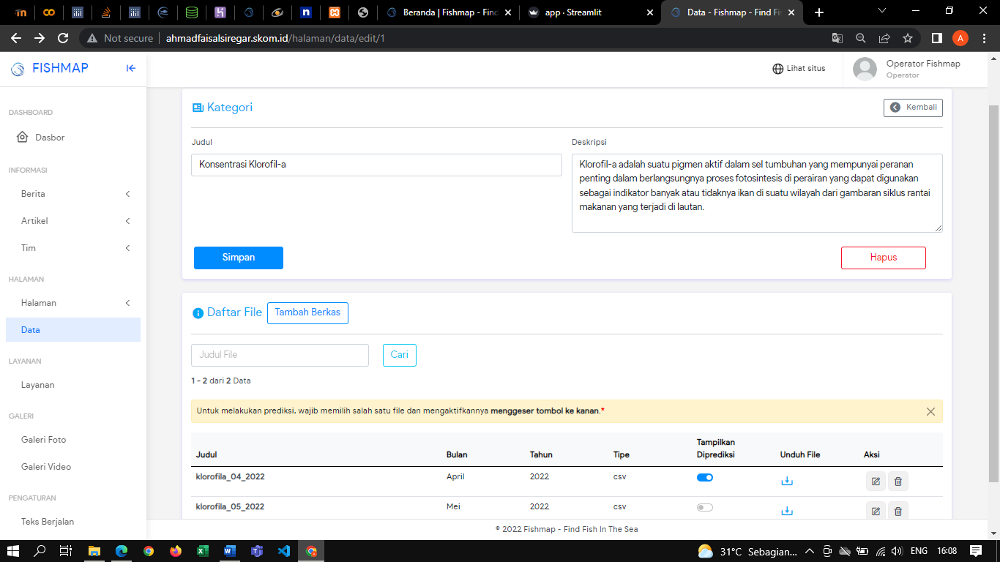 Beranda | Fishmap - Find
app · Streamlit
Data - Fishmap - Find Fis
Not secure
ahmadfaisalsiregar.skom.id/halaman/data/edit/1
A
FISHMAP
Lihat situs
Operator Fishmap
Operator
DASHBOARD
Dasbor
INFORMASI
Berita
Artikel
Tim
HALAMAN
Halaman
Data
LAYANAN
Layanan
GALERI
Galeri Foto
Galeri Video
PENGATURAN
Teks Berjalan
Kategori
Kembali
Judul
Konsentrasi Klorofil-a
Deskripsi
Klorofil-a adalah suatu pigmen aktif dalam sel tumbuhan yang mempunyai peranan
penting dalam berlangsungnya proses fotosintesis di perairan yang dapat digunakan
sebagai indikator banyak atau tidaknya ikan di suatu wilayah dari gambaran siklus rantai
makanan yang terjadi di lautan.
Simpan
Hapus
Daftar File
Tambah Berkas
Judul File
Cari
1 - 2 dari 2 Data
Untuk melakukan prediksi, wajib memilih salah satu file dan mengaktifkannya menggeser tombol ke kanan.*
Judul Bulan Tahun Tipe Tampilkan Diprediksi Unduh File Aksi
klorofila_04_2022 April 2022 csv
klorofila_05_2022 Mei 2022 csv
© 2022 Fishmap - Find Fish In The Sea
31°C Sebagian...
ENG
16:08